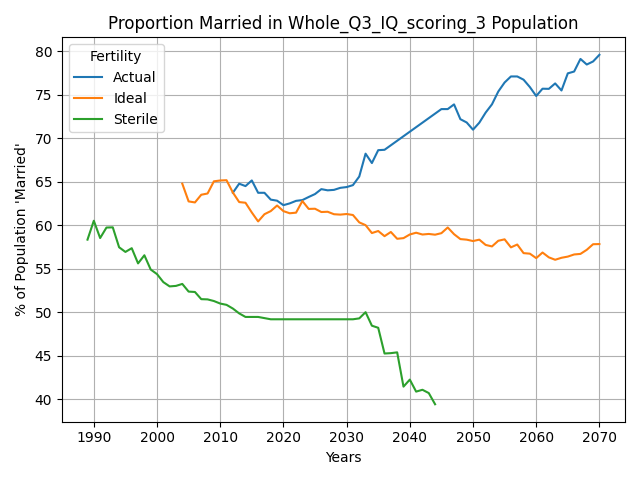 Proportion Married in Whole_Q3_IQ_scoring_3 Population
Fertility
Actual
Ideal
Sterile
% of Population 'Married'
80
75
70
65
60
55
50
45
40
1990
2000
2010
2020
2030
2040
2050
2060
2070
Years